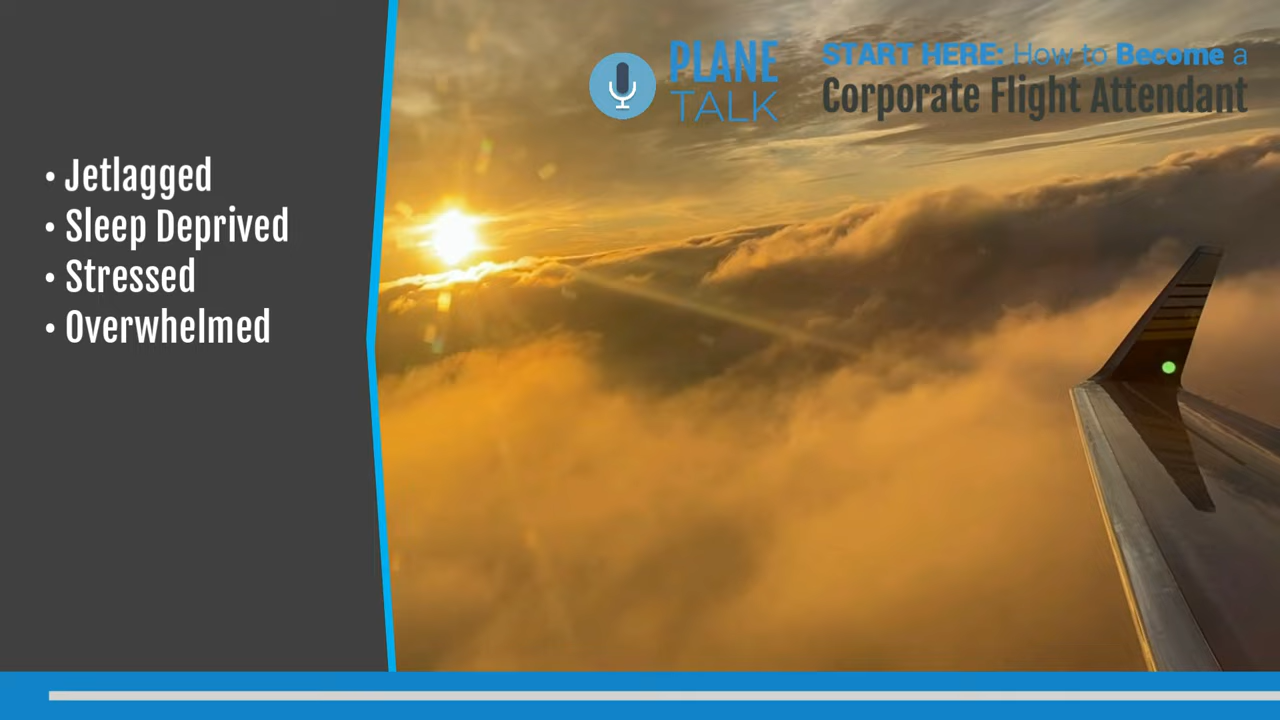 PLANE
TALK
START HERE: How to Become a
Corporate Flight Attendant
• Jetlagged
• Sleep Deprived
• Stressed
• Overwhelmed